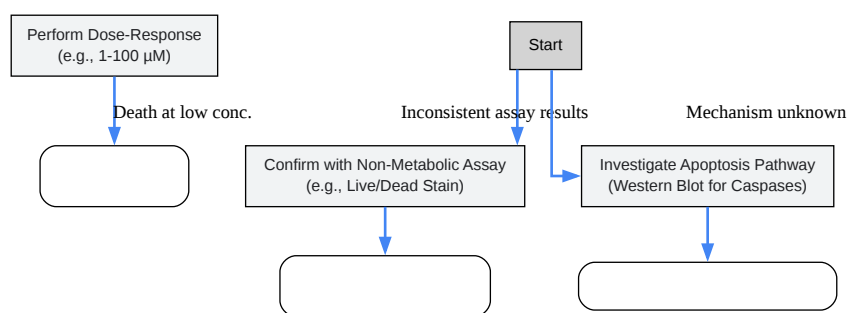 Perform Dose-Response
(e.g., 1-100 µM)
Start
Death at low conc.
Inconsistent assay results
Mechanism unknown
Confirm with Non-Metabolic Assay
(e.g., Live/Dead Stain)
Investigate Apoptosis Pathway
(Western Blot for Caspases)